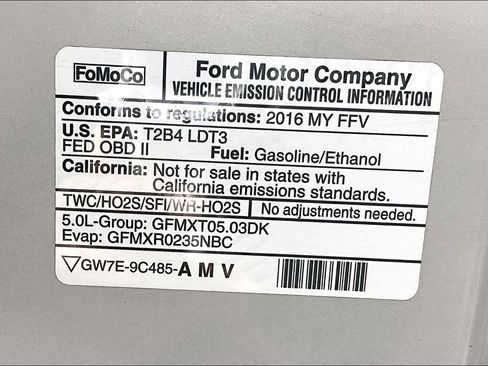 FoMoCo
Ford Motor Company
VEHICLE EMISSION CONTROL INFORMATION
Conforms to regulations: 2016 MY FFV
U.S. EPA: T2B4 LDT3
FED OBD II Fuel: Gasoline/Ethanol
California: Not for sale in states with
California emissions standards.
TWC/HO2S/SFI/WR-HO2S No adjustments needed.
5.0L-Group: GFMXT05.03DK
Evap: GFMXR0235NBC
GW7E-9C485-A M V